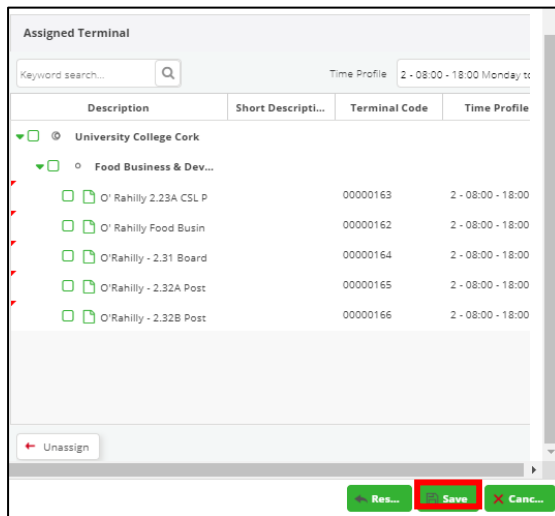 Assigned Terminal
Keyword search... Time Profile 2 - 08:00 - 18:00 Monday to
Description Short Descripti... Terminal Code Time Profile
University College Cork
Food Business & Dev...
O' Rahilly 2.23A CSL P 00000163 2 - 08:00 - 18:00
O' Rahilly Food Busin 00000162 2 - 08:00 - 18:00
O'Rahilly - 2.31 Board 00000164 2 - 08:00 - 18:00
O'Rahilly - 2.32A Post 00000165 2 - 08:00 - 18:00
O'Rahilly - 2.32B Post 00000166 2 - 08:00 - 18:00
Unassign
Res... Save Canc...